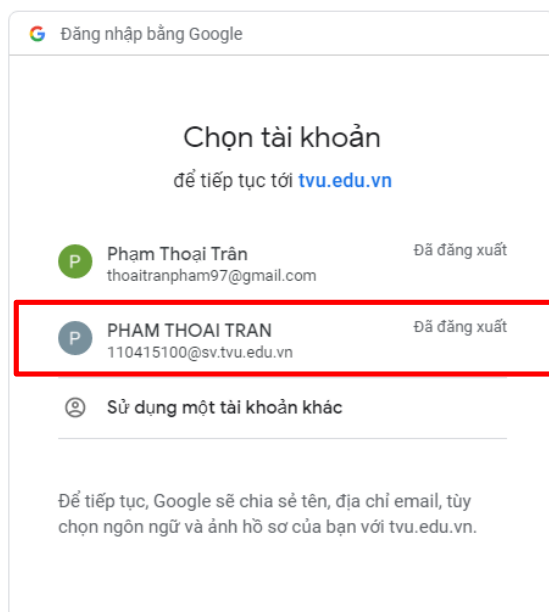 Đăng nhập bằng Google
Chọn tài khoản
để tiếp tục tới tvu.edu.vn
P Phạm Thoại Trân Đã đăng xuất
thoaitranpham97@gmail.com
P PHAM THOAI TRAN Đã đăng xuất
110415100@sv.tvu.edu.vn
Sử dụng một tài khoản khác
Để tiếp tục, Google sẽ chia sẻ tên, địa chỉ email, tùy
chọn ngôn ngữ và ảnh hồ sơ của bạn với tvu.edu.vn.